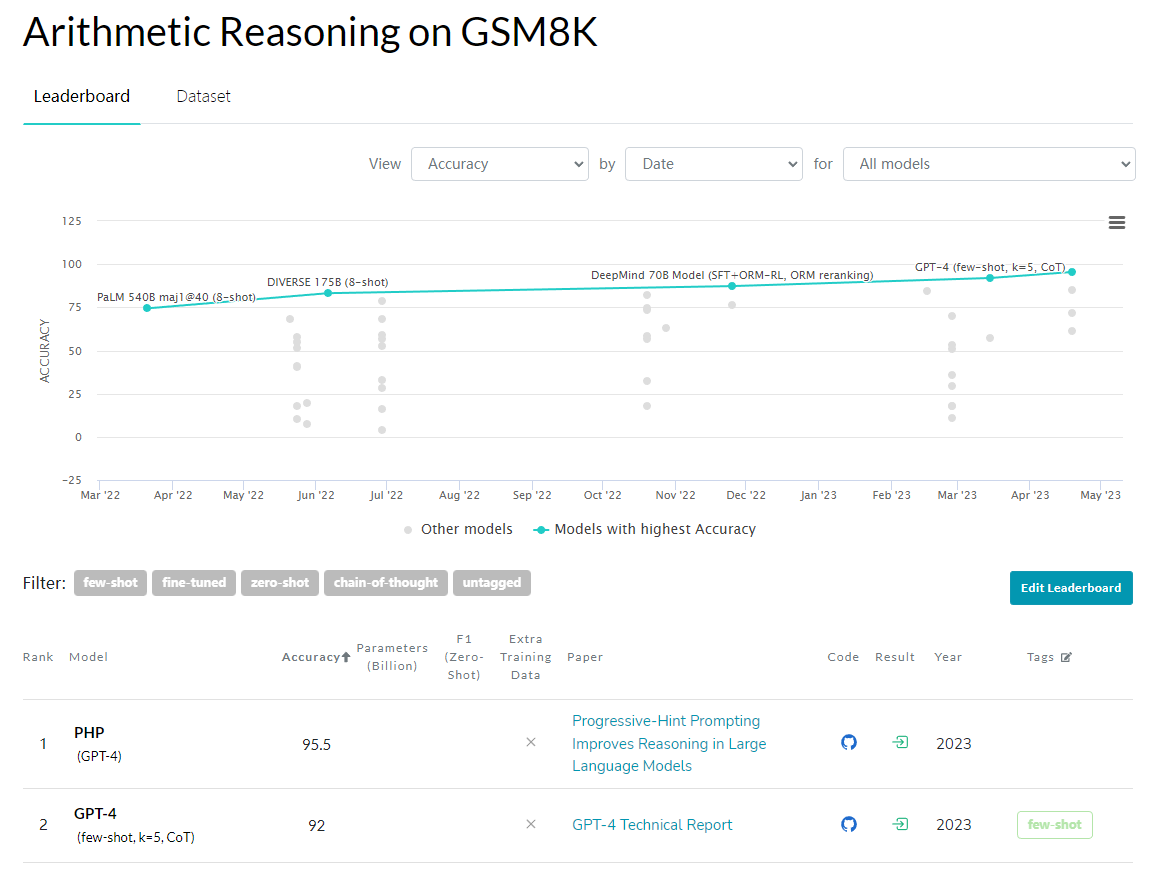 Arithmetic Reasoning on GSM8K
Leaderboard Dataset
View Accuracy by Date for All models
125
100
75
50
25
0
−25
ACCURACY
PaLM 540B maj1@40 (8-shot)
DIVERSE 175B (8-shot)
DeepMind 70B Model (SFT+ORM-RL, ORM reranking)
GPT-4 (few-shot, k=5, CoT)
Mar '22 Apr '22 May '22 Jun '22 Jul '22 Aug '22 Sep '22 Oct '22 Nov '22 Dec '22 Jan '23 Feb '23 Mar '23 Apr '23 May '23
Other models Models with highest Accuracy
Filter: few-shot fine-tuned zero-shot chain-of-thought untagged
Edit Leaderboard
Rank Model Accuracy Parameters (Billion) F1 (Zero-Shot) Extra Training Data Paper Code Result Year Tags
1 PHP 95.5 Progressive-Hint Prompting 2023
(GPT-4) Improves Reasoning in Large
Language Models
2 GPT-4 92 GPT-4 Technical Report 2023 few-shot
(few-shot, k=5, CoT)